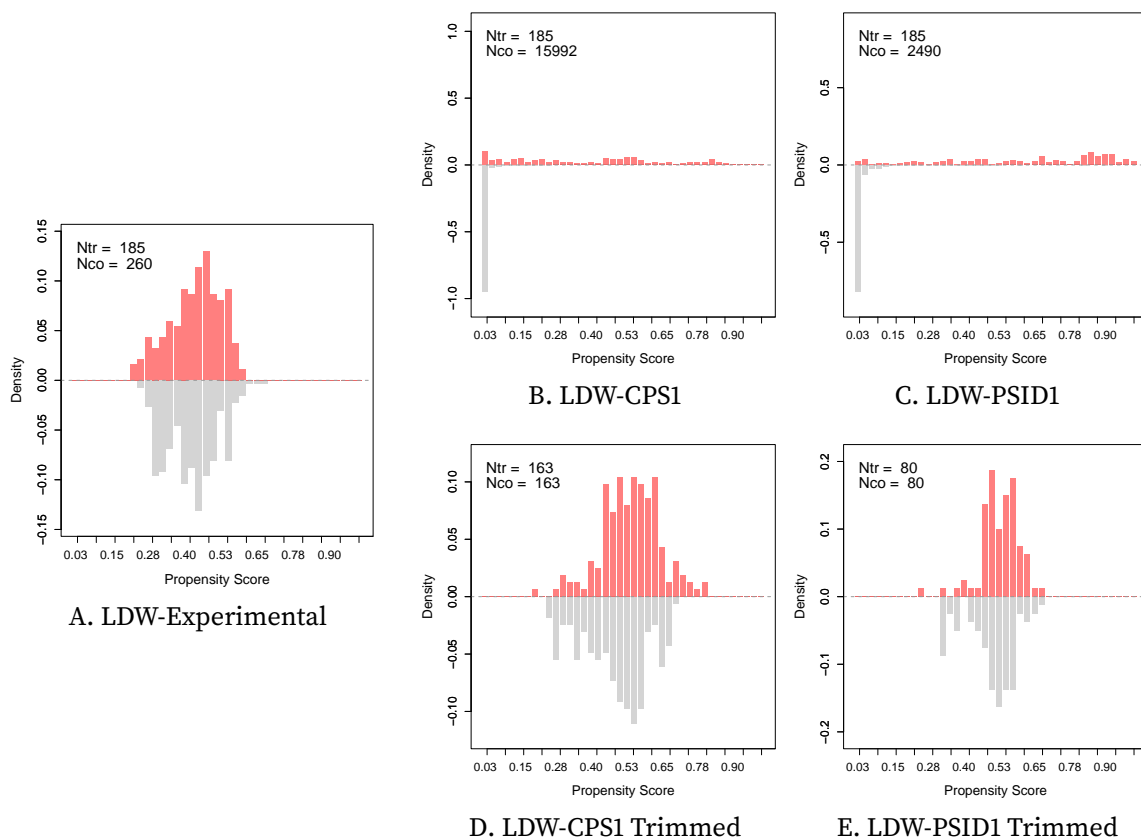 Ntr = 185
Nco = 260
0.15
0.10
0.05
0.00
−0.05
−0.10
−0.15
Density
0.03 0.15 0.28 0.40 0.53 0.65 0.78 0.90
Propensity Score
A. LDW-Experimental
Ntr = 185
Nco = 15992
1.0
0.5
0.0
−0.5
−1.0
Density
0.03 0.15 0.28 0.40 0.53 0.65 0.78 0.90
Propensity Score
B. LDW-CPS1
Ntr = 185
Nco = 2490
0.5
0.0
−0.5
Density
0.03 0.15 0.28 0.40 0.53 0.65 0.78 0.90
Propensity Score
C. LDW-PSID1
Ntr = 163
Nco = 163
0.10
0.05
0.00
−0.05
−0.10
Density
0.03 0.15 0.28 0.40 0.53 0.65 0.78 0.90
Propensity Score
D. LDW-CPS1 Trimmed
Ntr = 80
Nco = 80
0.2
0.1
0.0
−0.1
−0.2
Density
0.03 0.15 0.28 0.40 0.53 0.65 0.78 0.90
Propensity Score
E. LDW-PSID1 Trimmed